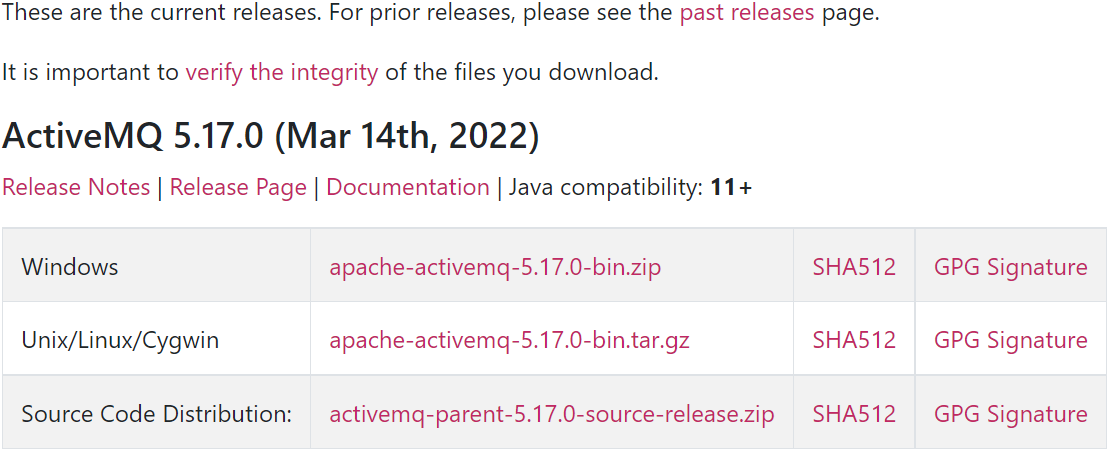 These are the current releases. For prior releases, please see the past releases page.
It is important to verify the integrity of the files you download.
ActiveMQ 5.17.0 (Mar 14th, 2022)
Release Notes | Release Page | Documentation | Java compatibility: 11+
Windows apache-activemq-5.17.0-bin.zip SHA512 GPG Signature
Unix/Linux/Cygwin apache-activemq-5.17.0-bin.tar.gz SHA512 GPG Signature
Source Code Distribution: activemq-parent-5.17.0-source-release.zip SHA512 GPG Signature